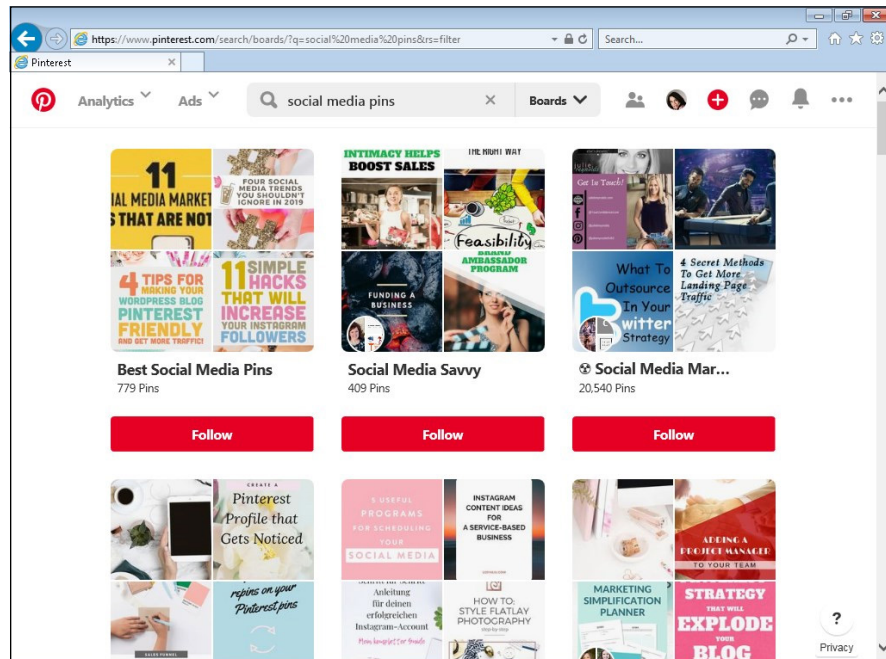 https://www.pinterest.com/search/boards/?q=social%20media%20pins&rs=filter
Search...
Pinterest
Analytics
Ads
social media pins
Boards
11
IAL MEDIA MARKET
S THAT ARE NOT
FOUR SOCIAL
MEDIA TRENDS
YOU SHOULDN'T
IGNORE IN 2019
4 TIPS FOR
MAKING YOUR
WORDPRESS BLOG
PINTEREST
FRIENDLY
AND GET MORE TRAFFIC!
11 SIMPLE
HACKS
THAT WILL
INCREASE
YOUR INSTAGRAM
FOLLOWERS
Best Social Media Pins
779 Pins
Follow
INTIMACY HELPS
BOOST SALES
THE RIGHT WAY
Feasibility
BRAND
AMBASSADOR
PROGRAM
FUNDING A
BUSINESS
Social Media Savvy
409 Pins
Follow
Get in Touch!
What To
Outsource
In Your
witter
Strategy
4 Secret Methods
To Get More
Landing Page
Traffic
☢ Social Media Mar...
20,540 Pins
Follow
CREATE A
Pinterest
Profile that
Gets Noticed
repins on your
Pinterest pins
5 USEFUL
PROGRAMS
FOR SCHEDULING
YOUR
SOCIAL MEDIA
INSTAGRAM
CONTENT IDEAS
FOR
A SERVICE-BASED
BUSINESS
Anleitung
für deinen
erfolgreichen
Instagram-Account
HOW TO:
STYLE FLATLAY
PHOTOGRAPHY
step-by-step
ADDING A
PROJECT MANAGER
TO YOUR TEAM
MARKETING
SIMPLIFICATION
PLANNER
STRATEGY
THAT WILL
EXPLODE
YOUR
BLOG
?
Privacy